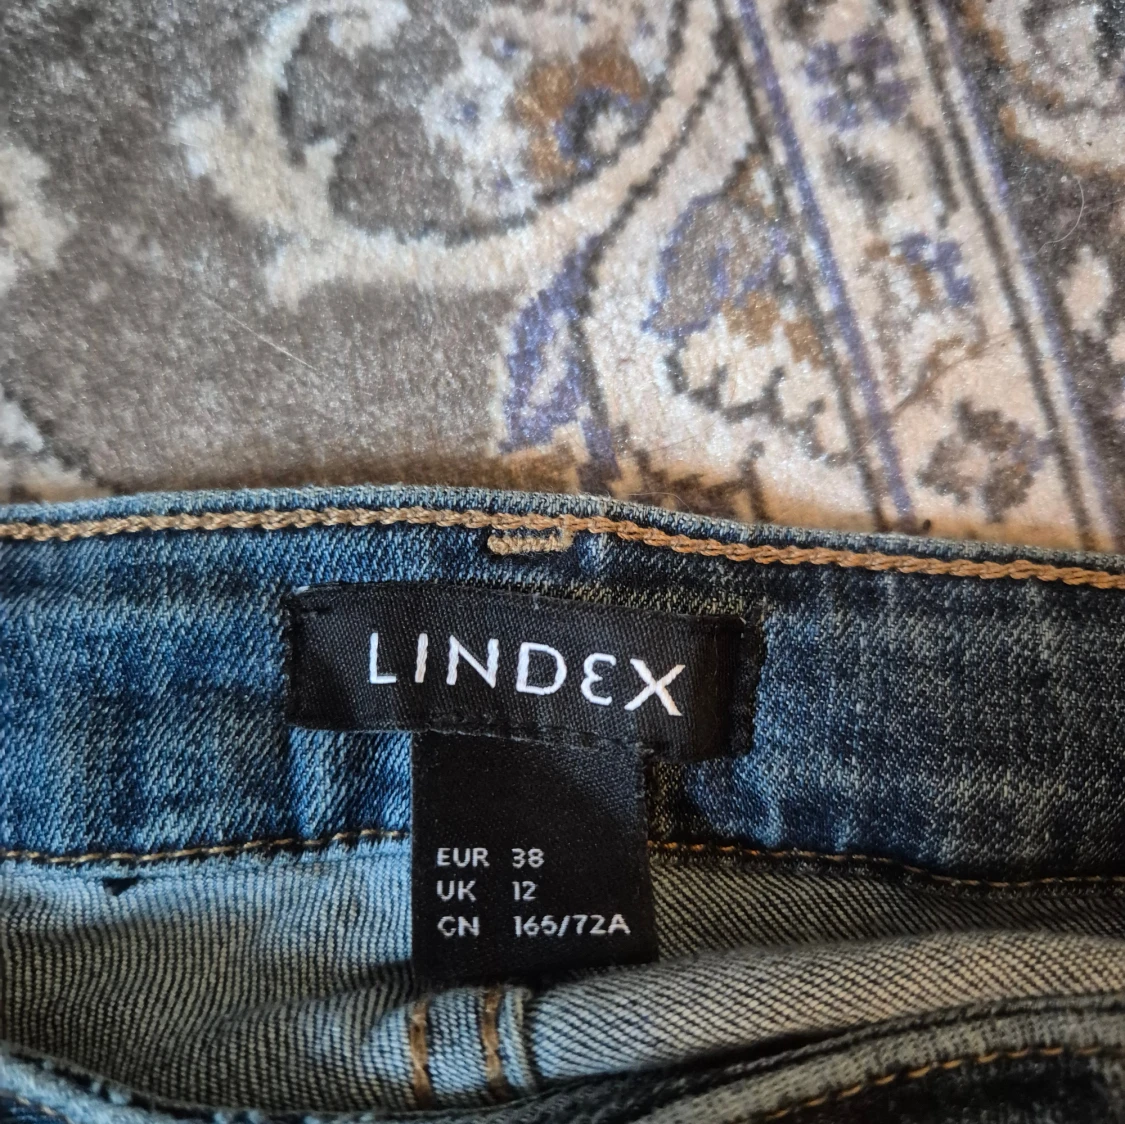 LINDEX
EUR 38
UK 12
CN 165/72A